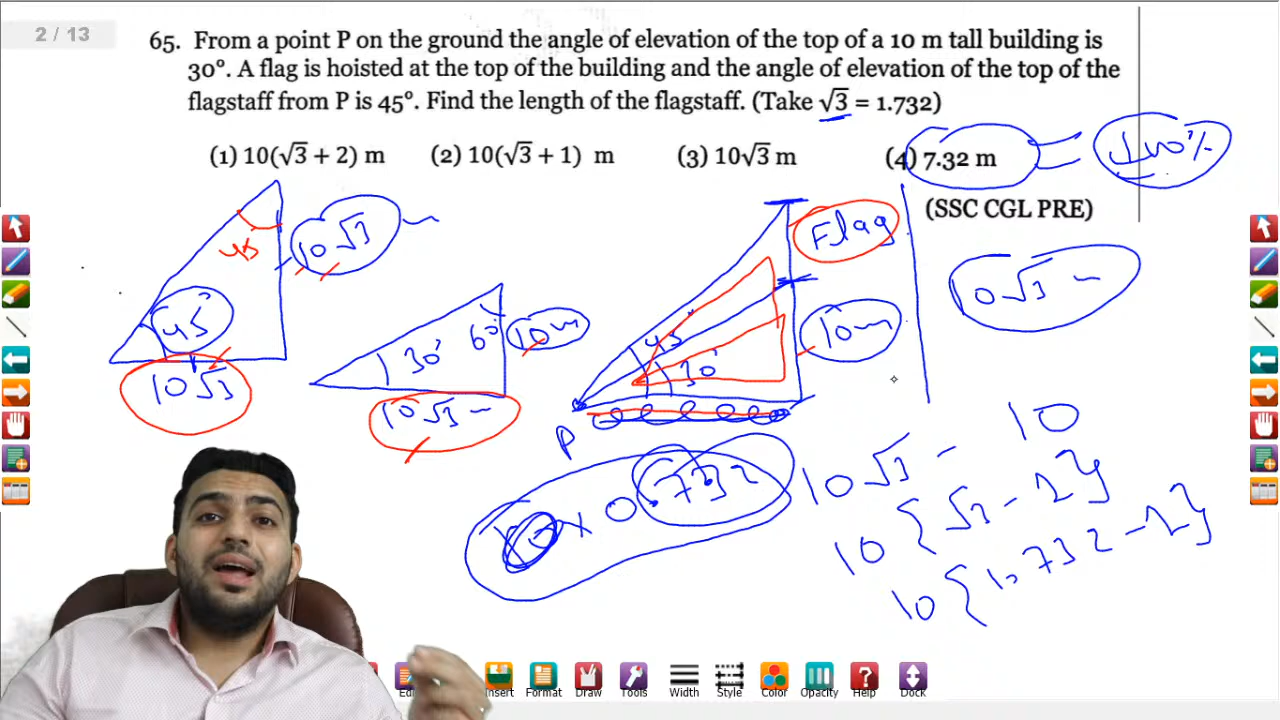 2 / 13
65. From a point P on the ground the angle of elevation of the top of a 10 m tall building is
30°. A flag is hoisted at the top of the building and the angle of elevation of the top of the
flagstaff from P is 45°. Find the length of the flagstaff. (Take √3 = 1.732)
(1) 10(√3 + 2) m (2) 10(√3 + 1) m (3) 10√3 m (4) 7.32 m
= 100%
(SSC CGL PRE)
45
10√3
45°
10√3
30°
60°
10m
10√3 -
Flag
10m
45°
30°
P
10√3 -
10√3 - 10
10{√3 - 1}
10{1.732 - 1}
10 x 0.732
Insert Format Draw Tools Width Style Color Opacity Help Dock